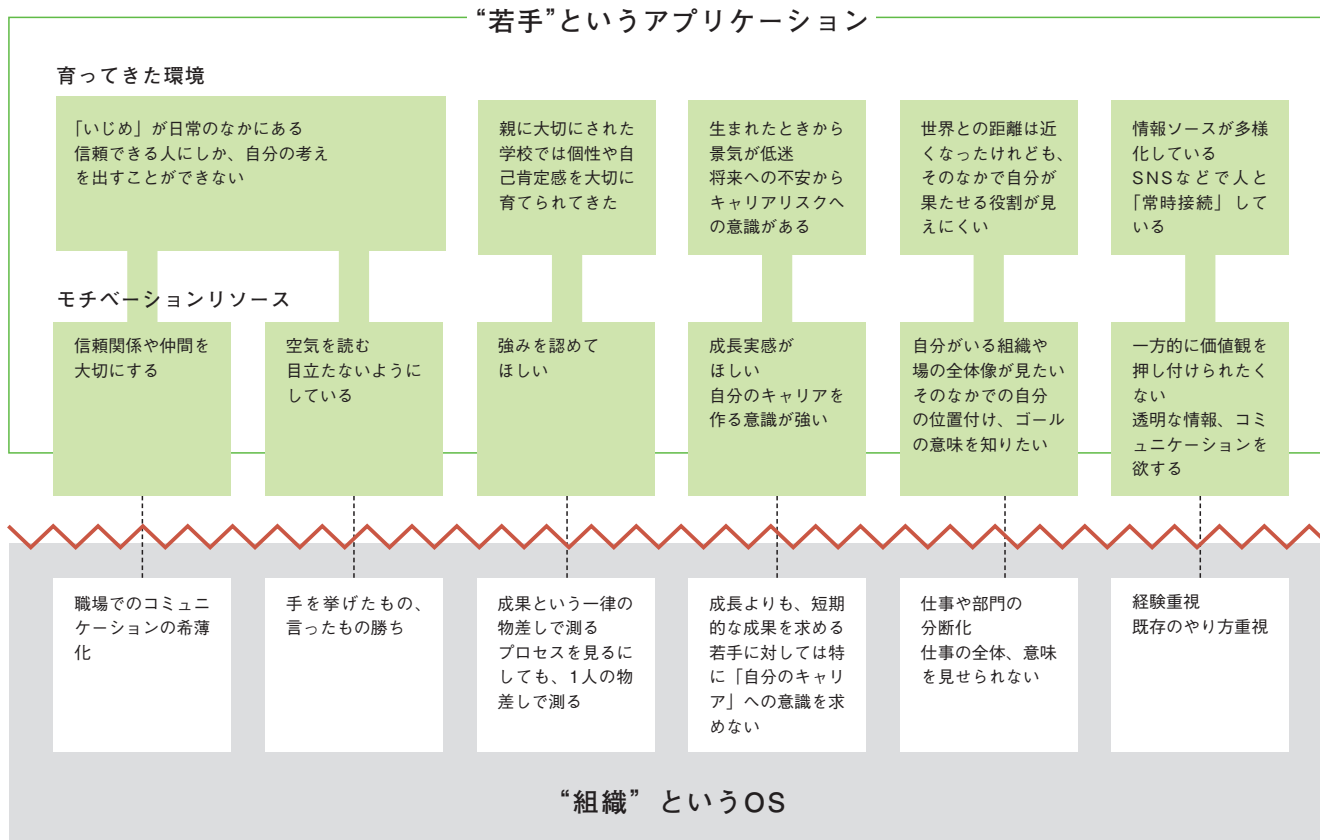 “若手”というアプリケーション
育ってきた環境
「いじめ」が日常のなかにある
信頼できる人にしか、自分の考え
を出すことができない
親に大切にされた
学校では個性や自
己肯定感を大切に
育てられてきた
生まれたときから
景気が低迷
将来への不安から
キャリアリスクへ
の意識がある
世界との距離は近
くなったけれども、
そのなかで自分が
果たせる役割が見
えにくい
情報ソースが多様
化している
SNSなどで人と
「常時接続」して
いる
モチベーションリソース
信頼関係や仲間を
大切にする
空気を読む
目立たないように
している
強みを認めて
ほしい
成長実感が
ほしい
自分のキャリアを
作る意識が強い
自分がいる組織や
場の全体像が見たい
そのなかでの自分
の位置付け、ゴール
の意味を知りたい
一方的に価値観を
押し付けられたく
ない
透明な情報、コミ
ュニケーションを
欲する
職場でのコミュニ
ケーションの希薄
化
手を挙げたもの、
言ったもの勝ち
成果という一律の
物差しで測る
プロセスを見るに
しても、1人の物
差しで測る
成長よりも、短期
的な成果を求める
若手に対しては特
に「自分のキャリ
ア」への意識を求
めない
仕事や部門の
分断化
仕事の全体、意味
を見せられない
経験重視
既存のやり方重視
“組織” というOS